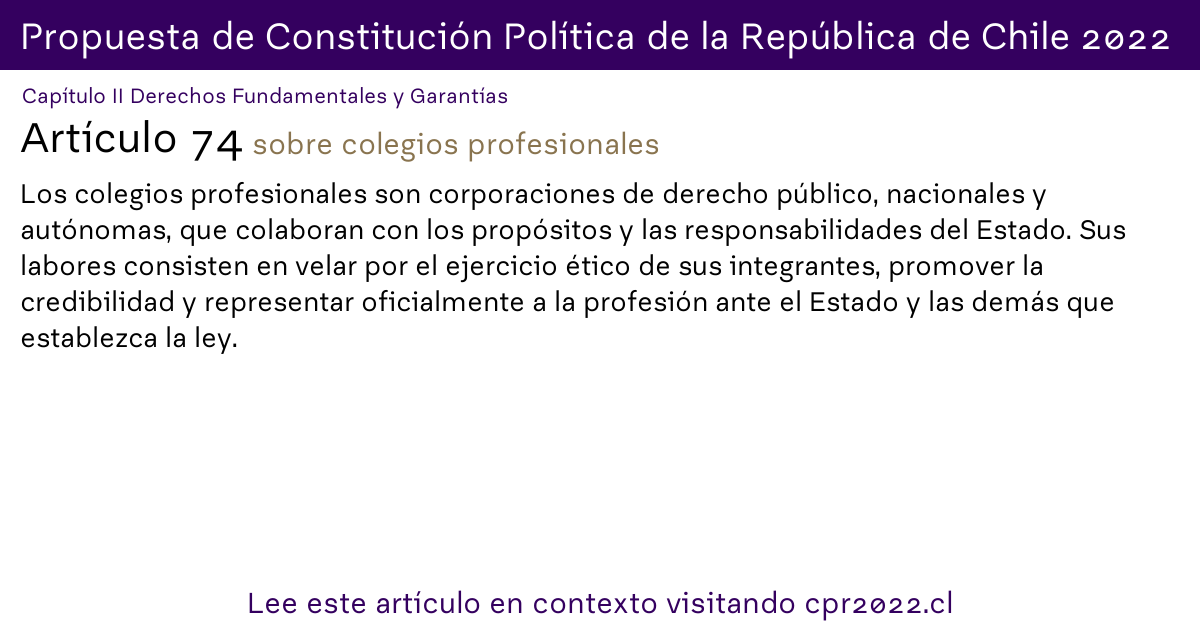 Propuesta de Constitución Política de la República de Chile 2022
Capítulo II Derechos Fundamentales y Garantías
Artículo 74 sobre colegios profesionales
Los colegios profesionales son corporaciones de derecho público, nacionales y
autónomas, que colaboran con los propósitos y las responsabilidades del Estado. Sus
labores consisten en velar por el ejercicio ético de sus integrantes, promover la
credibilidad y representar oficialmente a la profesión ante el Estado y las demás que
establezca la ley.
Lee este artículo en contexto visitando cpr2022.cl